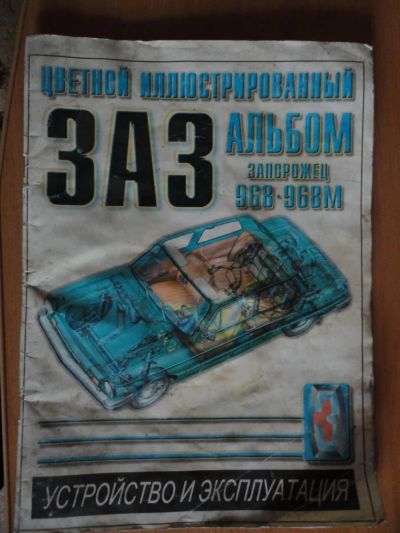 ЦВЕТНОЙ ИЛЛЮСТРИРОВАННЫЙ
ЗАЗ
АЛЬБОМ
ЗАПОРОЖЕЦ
968·968М
УСТРОЙСТВО И ЭКСПЛУАТАЦИЯ